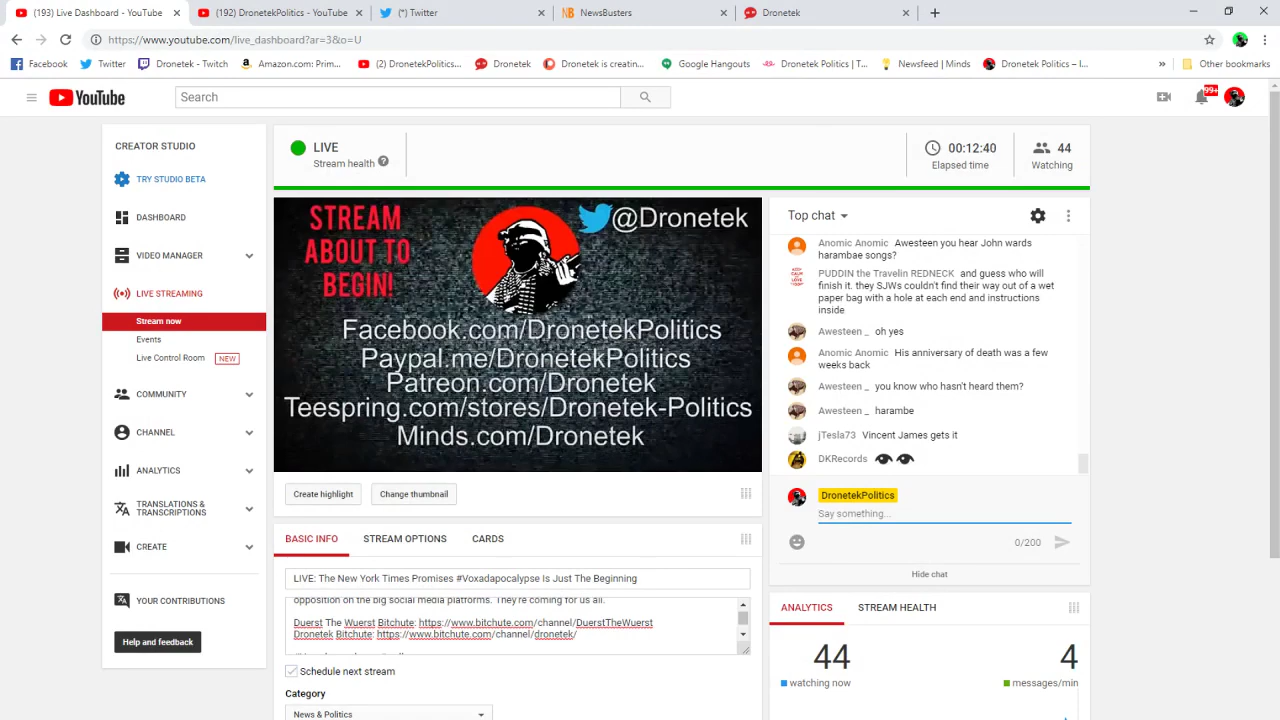 (193) Live Dashboard - YouTube
(192) DronetekPolitics - YouTube
(*) Twitter
NewsBusters
Dronetek
https://www.youtube.com/live_dashboard?ar=3&o=U
Facebook
Twitter
Dronetek - Twitch
Amazon.com: Prim...
(2) DronetekPolitics...
Dronetek
Dronetek is creatin...
Google Hangouts
Dronetek Politics | T...
Newsfeed | Minds
Dronetek Politics – I...
»
Other bookmarks
YouTube
Search
99+
CREATOR STUDIO
TRY STUDIO BETA
DASHBOARD
VIDEO MANAGER
LIVE STREAMING
Stream now
Events
Live Control Room NEW
COMMUNITY
CHANNEL
ANALYTICS
TRANSLATIONS &
TRANSCRIPTIONS
CREATE
YOUR CONTRIBUTIONS
Help and feedback
LIVE
Stream health ?
00:12:40
Elapsed time
44
Watching
STREAM
ABOUT TO
BEGIN!
@Dronetek
Facebook.com/DronetekPolitics
Paypal.me/DronetekPolitics
Patreon.com/Dronetek
Teespring.com/stores/Dronetek-Politics
Minds.com/Dronetek
Create highlight
Change thumbnail
BASIC INFO
STREAM OPTIONS
CARDS
LIVE: The New York Times Promises #Voxadapocalypse Is Just The Beginning
opposition on the big social media platforms. They're coming for us all.
Duerst The Wuerst Bitchute: https://www.bitchute.com/channel/DuerstTheWuerst
Dronetek Bitchute: https://www.bitchute.com/channel/dronetek/
Schedule next stream
Category
News & Politics
Top chat
Anomic Anomic Awesteen you hear John wards
harambae songs?
PUDDIN the Travelin REDNECK and guess who will
finish it. they SJWs couldn't find their way out of a wet
paper bag with a hole at each end and instructions
inside
Awesteen _ oh yes
Anomic Anomic His anniversary of death was a few
weeks back
Awesteen _ you know who hasn't heard them?
Awesteen _ harambe
jTesla73 Vincent James gets it
DKRecords
DronetekPolitics
Say something...
0/200
Hide chat
ANALYTICS
STREAM HEALTH
44
watching now
4
messages/min